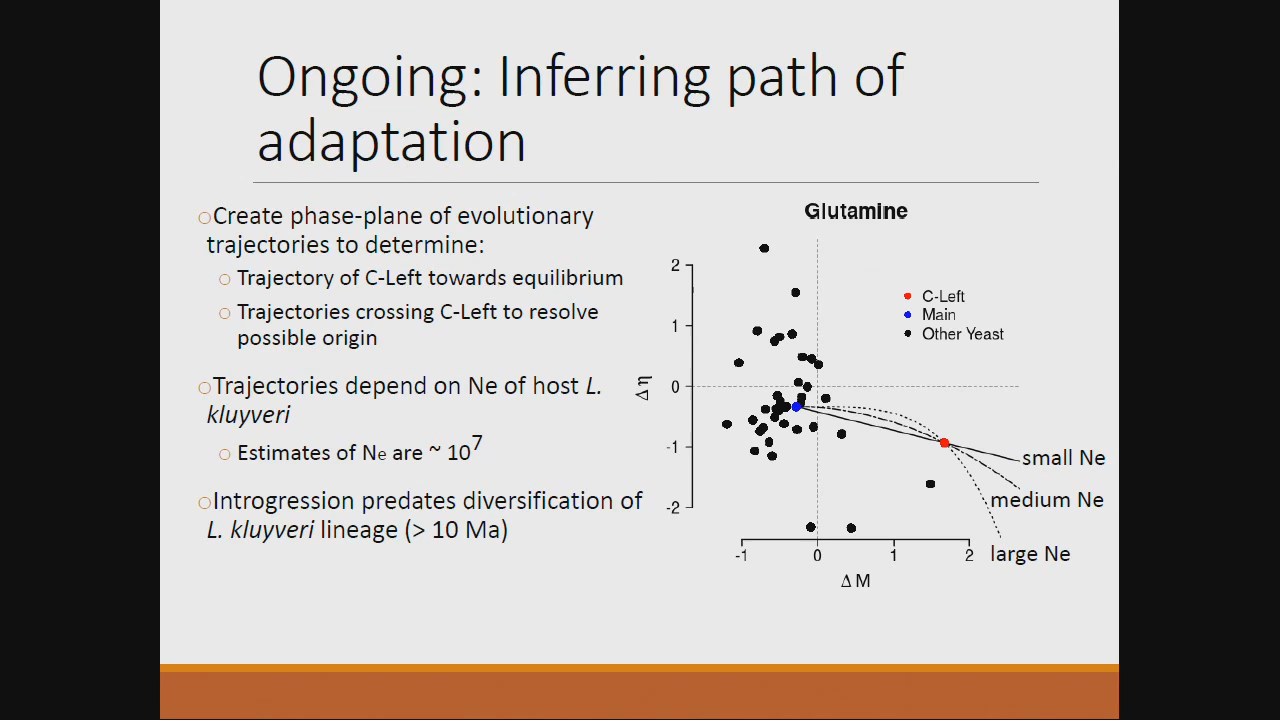 Ongoing: Inferring path of
adaptation
Create phase-plane of evolutionary
trajectories to determine:
Trajectory of C-Left towards equilibrium
Trajectories crossing C-Left to resolve
possible origin
Trajectories depend on Ne of host L.
kluyveri
Estimates of Ne are ~ 10⁷
Introgression predates diversification of
L. kluyveri lineage (> 10 Ma)
Glutamine
C-Left
Main
Other Yeast
2
1
0
-1
-2
Δ η
small Ne
medium Ne
large Ne
-1 0 1 2
Δ M